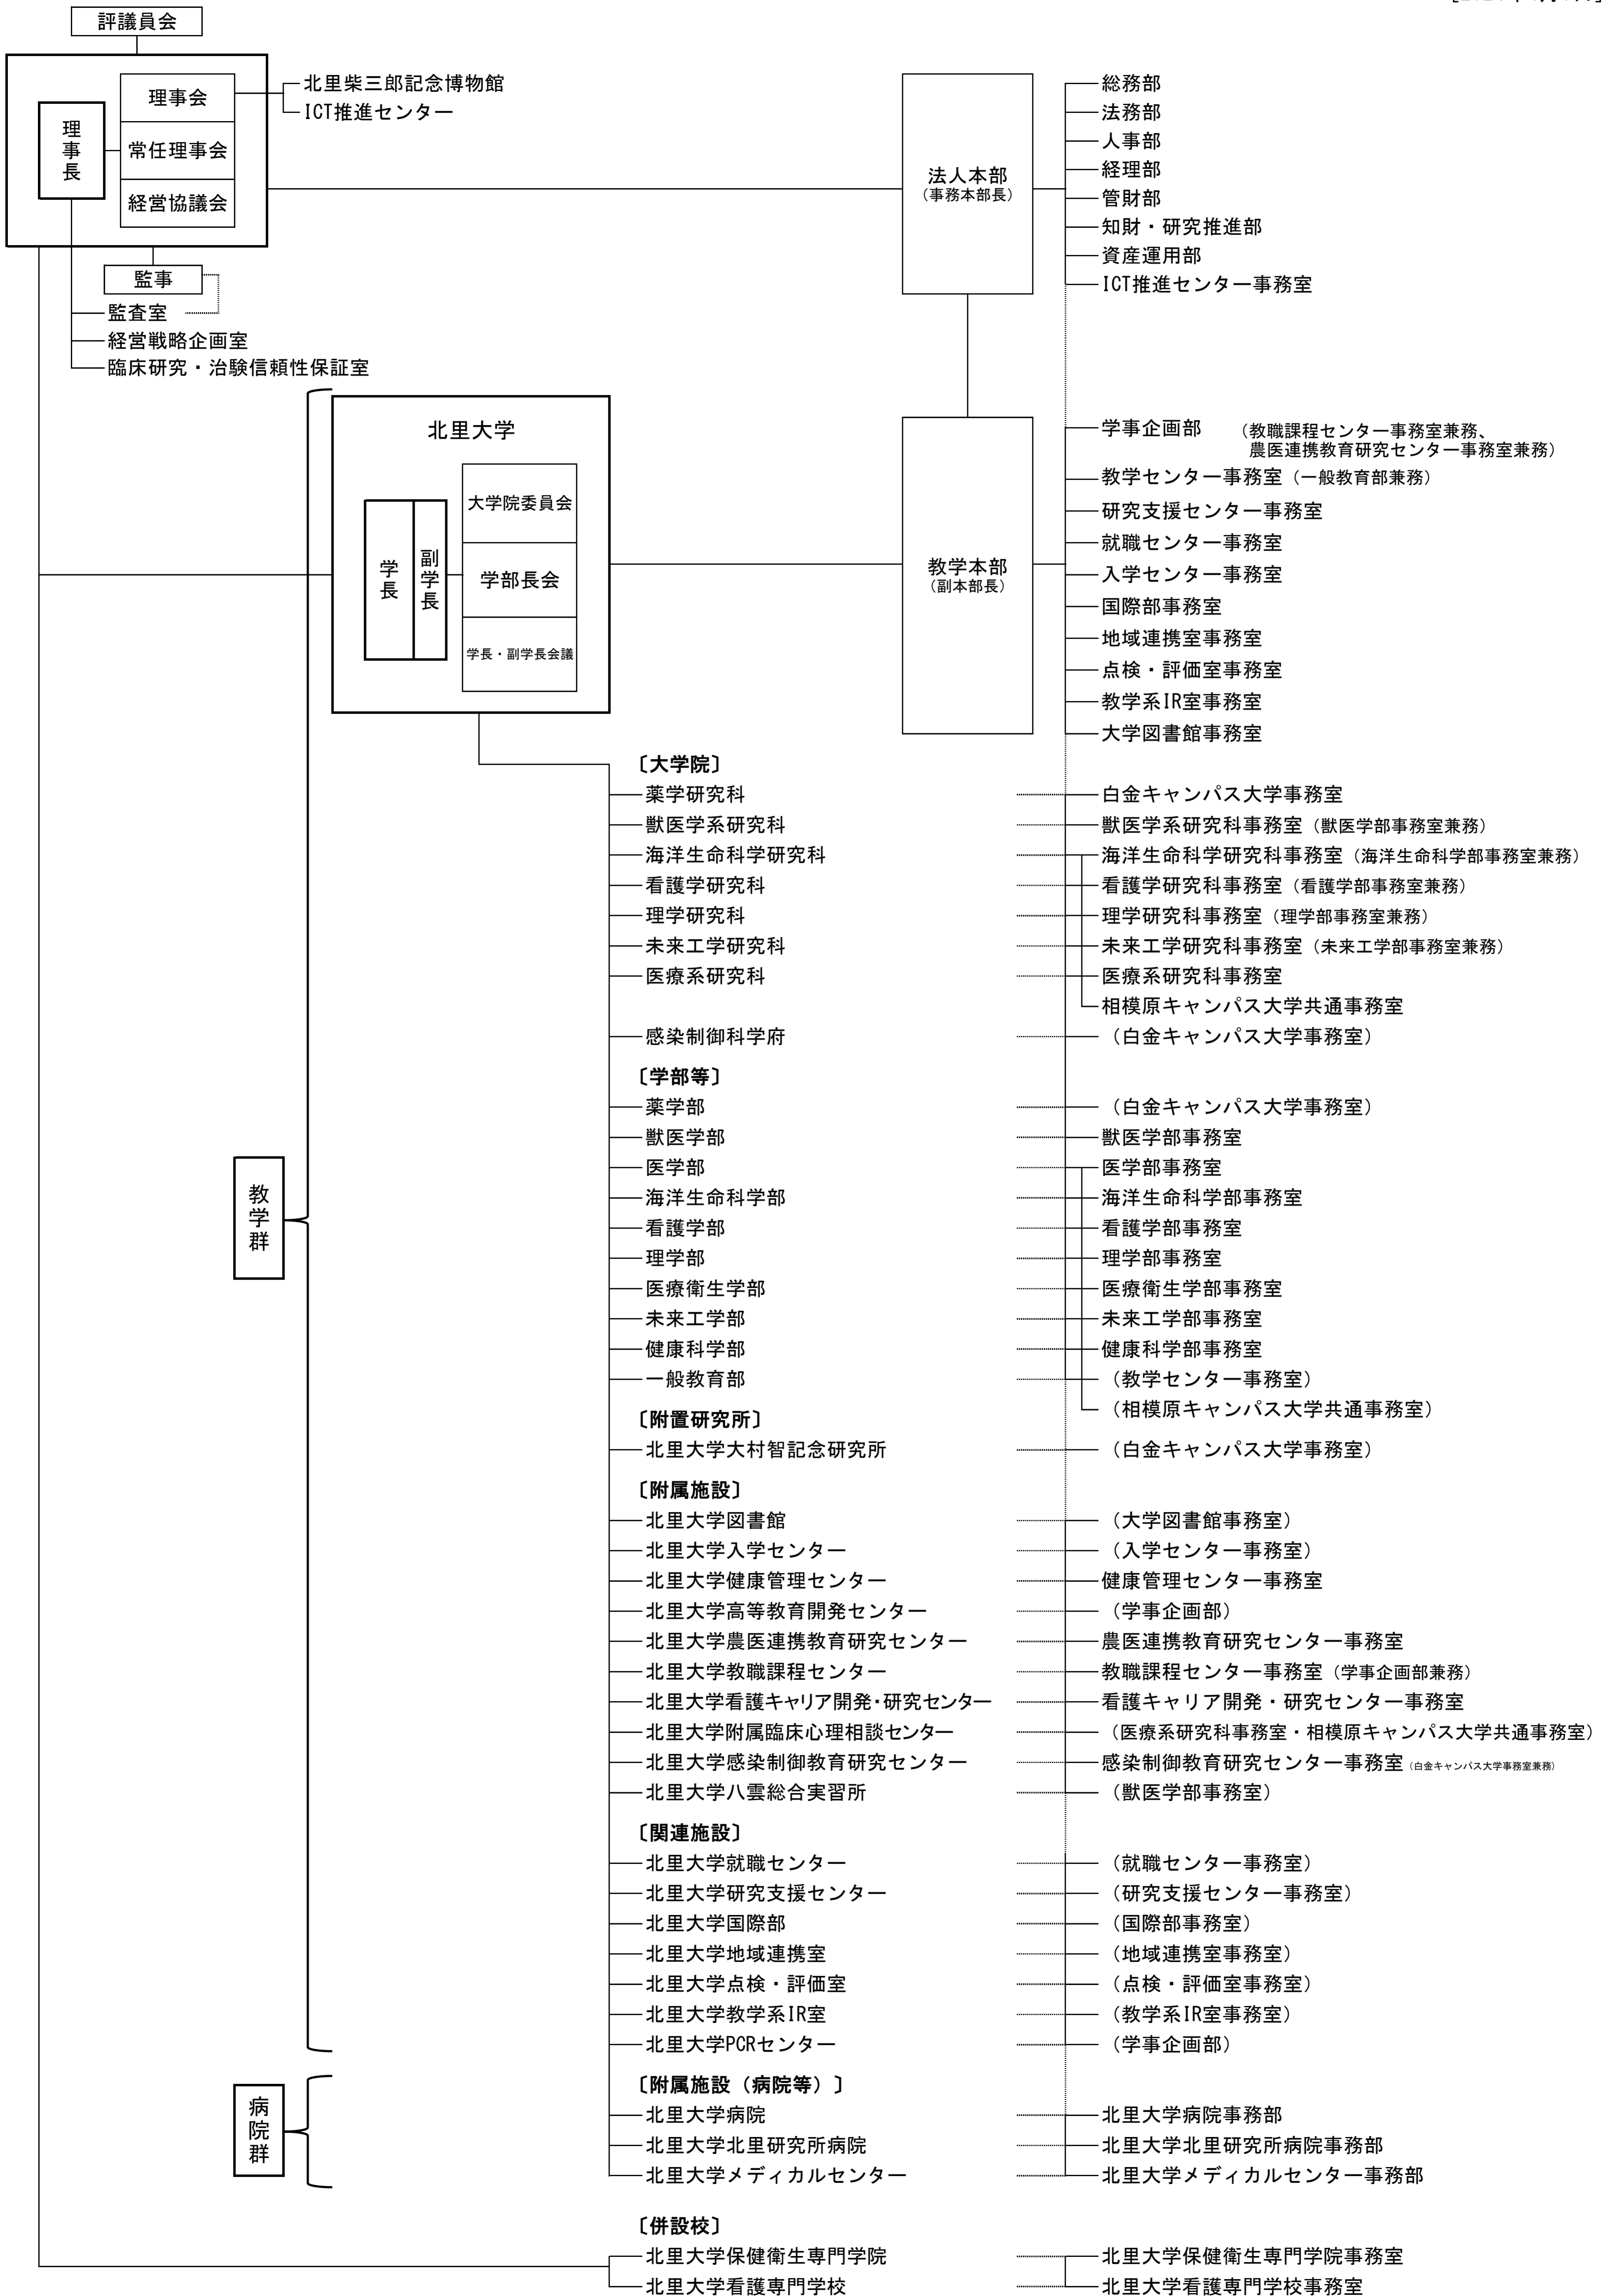 評議員会
理事長
理事会
常任理事会
経営協議会
北里柴三郎記念博物館
ICT推進センター
監事
監査室
経営戦略企画室
臨床研究・治験信頼性保証室
法人本部
（事務本部長）
総務部
法務部
人事部
経理部
管財部
知財・研究推進部
資産運用部
ICT推進センター事務室
北里大学
学長
副学長
大学院委員会
学部長会
学長・副学長会議
教学本部
（副本部長）
学事企画部 （教職課程センター事務室兼務、
農医連携教育研究センター事務室兼務）
教学センター事務室（一般教育部兼務）
研究支援センター事務室
就職センター事務室
入学センター事務室
国際部事務室
地域連携室事務室
点検・評価室事務室
教学系IR室事務室
大学図書館事務室
教学群
〔大学院〕
薬学研究科 白金キャンパス大学事務室
獣医学系研究科 獣医学系研究科事務室（獣医学部事務室兼務）
海洋生命科学研究科 海洋生命科学研究科事務室（海洋生命科学部事務室兼務）
看護学研究科 看護学研究科事務室（看護学部事務室兼務）
理学研究科 理学研究科事務室（理学部事務室兼務）
未来工学研究科 未来工学研究科事務室（未来工学部事務室兼務）
医療系研究科 医療系研究科事務室
相模原キャンパス大学共通事務室
感染制御科学府 （白金キャンパス大学事務室）
〔学部等〕
薬学部 （白金キャンパス大学事務室）
獣医学部 獣医学部事務室
医学部 医学部事務室
海洋生命科学部 海洋生命科学部事務室
看護学部 看護学部事務室
理学部 理学部事務室
医療衛生学部 医療衛生学部事務室
未来工学部 未来工学部事務室
健康科学部 健康科学部事務室
一般教育部 （教学センター事務室）
（相模原キャンパス大学共通事務室）
〔附置研究所〕
北里大学大村智記念研究所 （白金キャンパス大学事務室）
〔附属施設〕
北里大学図書館 （大学図書館事務室）
北里大学入学センター （入学センター事務室）
北里大学健康管理センター 健康管理センター事務室
北里大学高等教育開発センター （学事企画部）
北里大学農医連携教育研究センター 農医連携教育研究センター事務室
北里大学教職課程センター 教職課程センター事務室（学事企画部兼務）
北里大学看護キャリア開発・研究センター 看護キャリア開発・研究センター事務室
北里大学附属臨床心理相談センター （医療系研究科事務室・相模原キャンパス大学共通事務室）
北里大学感染制御教育研究センター 感染制御教育研究センター事務室（白金キャンパス大学事務室兼務）
北里大学八雲総合実習所 （獣医学部事務室）
〔関連施設〕
北里大学就職センター （就職センター事務室）
北里大学研究支援センター （研究支援センター事務室）
北里大学国際部 （国際部事務室）
北里大学地域連携室 （地域連携室事務室）
北里大学点検・評価室 （点検・評価室事務室）
北里大学教学系IR室 （教学系IR室事務室）
北里大学PCRセンター （学事企画部）
病院群
〔附属施設（病院等）〕
北里大学病院 北里大学病院事務部
北里大学北里研究所病院 北里大学北里研究所病院事務部
北里大学メディカルセンター 北里大学メディカルセンター事務部
〔併設校〕
北里大学保健衛生専門学院 北里大学保健衛生専門学院事務室
北里大学看護専門学校 北里大学看護専門学校事務室